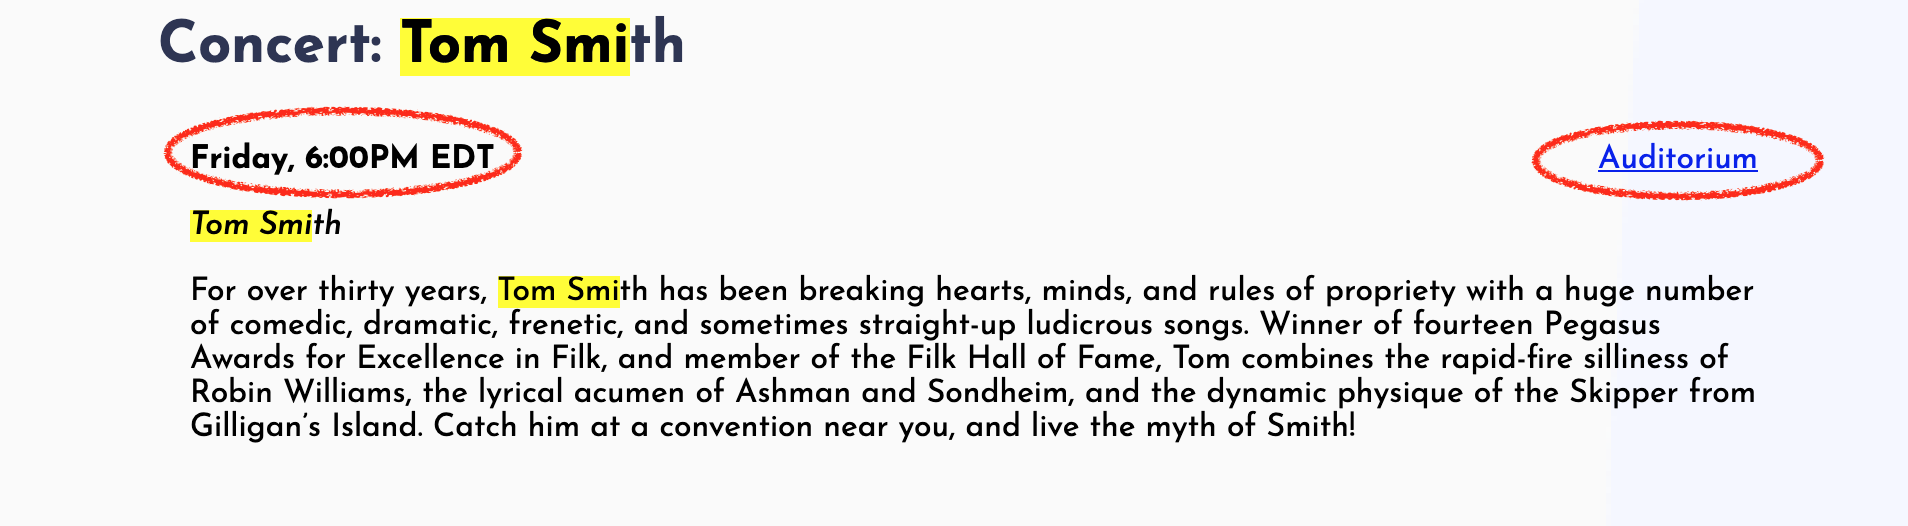 Concert: Tom Smith
Friday, 6:00PM EDT
Auditorium
Tom Smith
For over thirty years, Tom Smith has been breaking hearts, minds, and rules of propriety with a huge number
of comedic, dramatic, frenetic, and sometimes straight-up ludicrous songs. Winner of fourteen Pegasus
Awards for Excellence in Filk, and member of the Filk Hall of Fame, Tom combines the rapid-fire silliness of
Robin Williams, the lyrical acumen of Ashman and Sondheim, and the dynamic physique of the Skipper from
Gilligan's Island. Catch him at a convention near you, and live the myth of Smith!